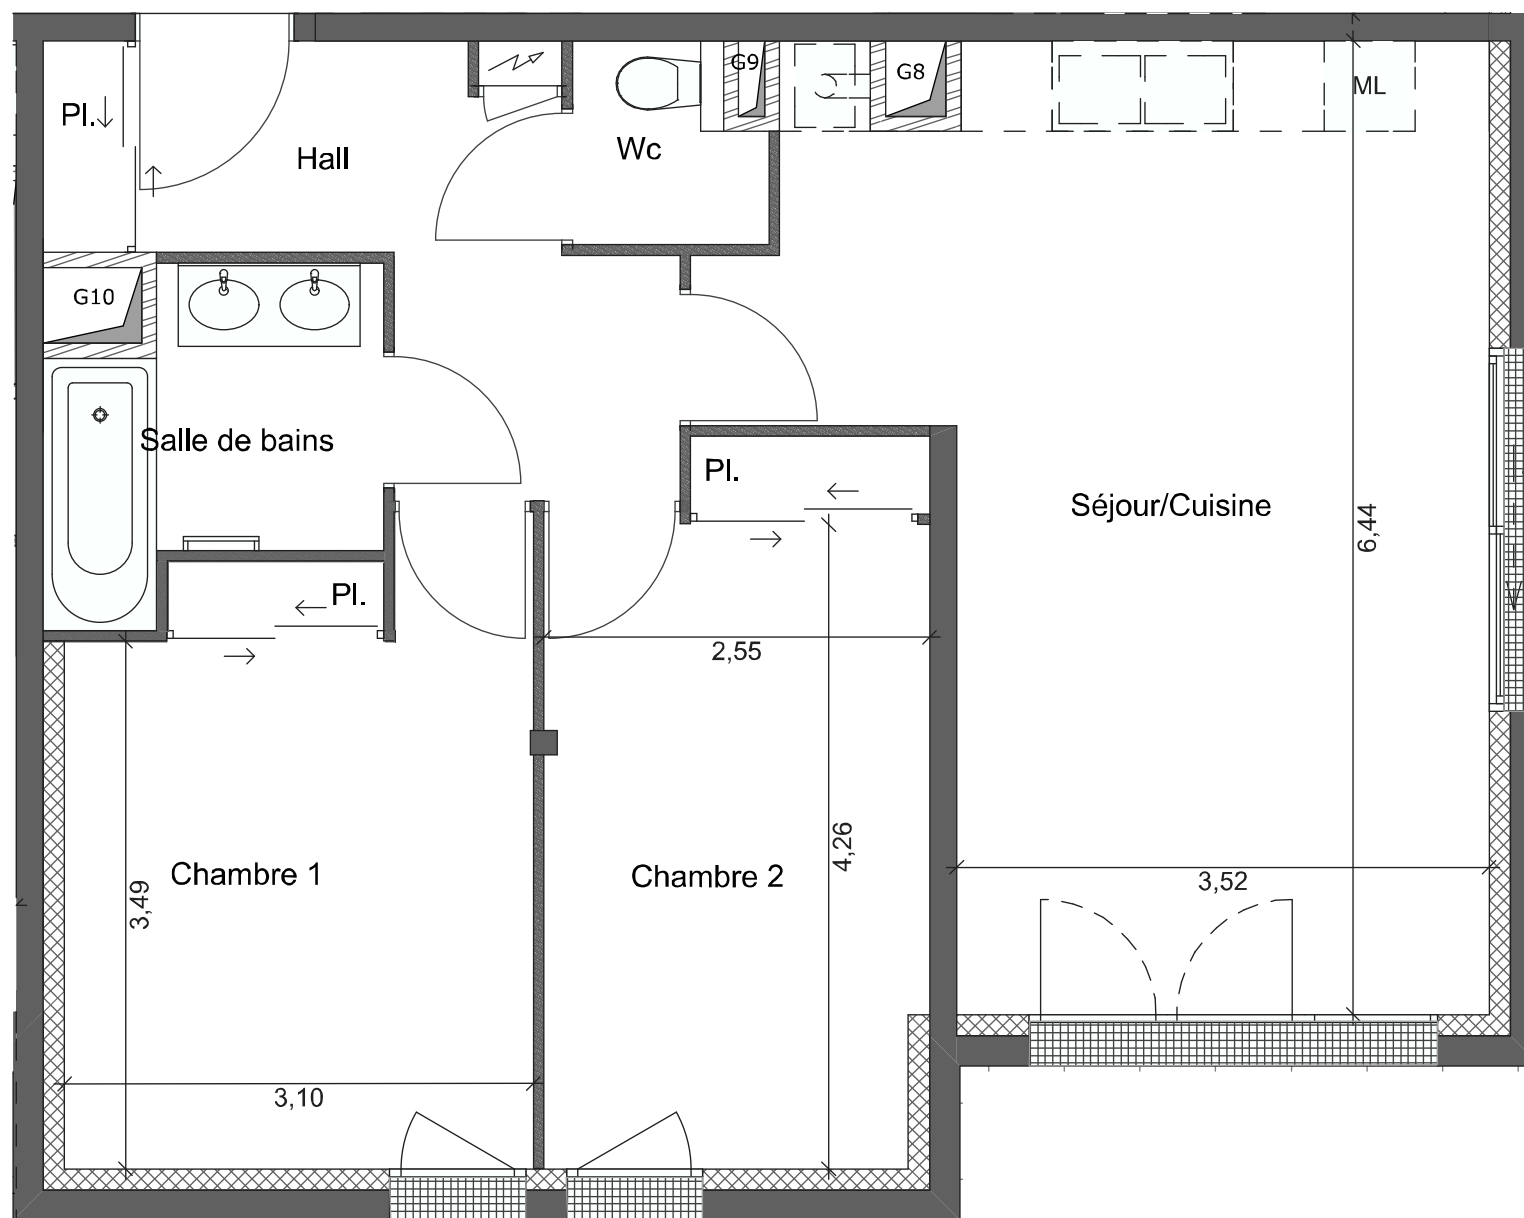 G9
G8
ML
Pl.
Hall
Wc
G10
Salle de bains
Pl.
Séjour/Cuisine
6,44
Pl.
2,55
4,26
Chambre 1
Chambre 2
3,49
3,52
3,10